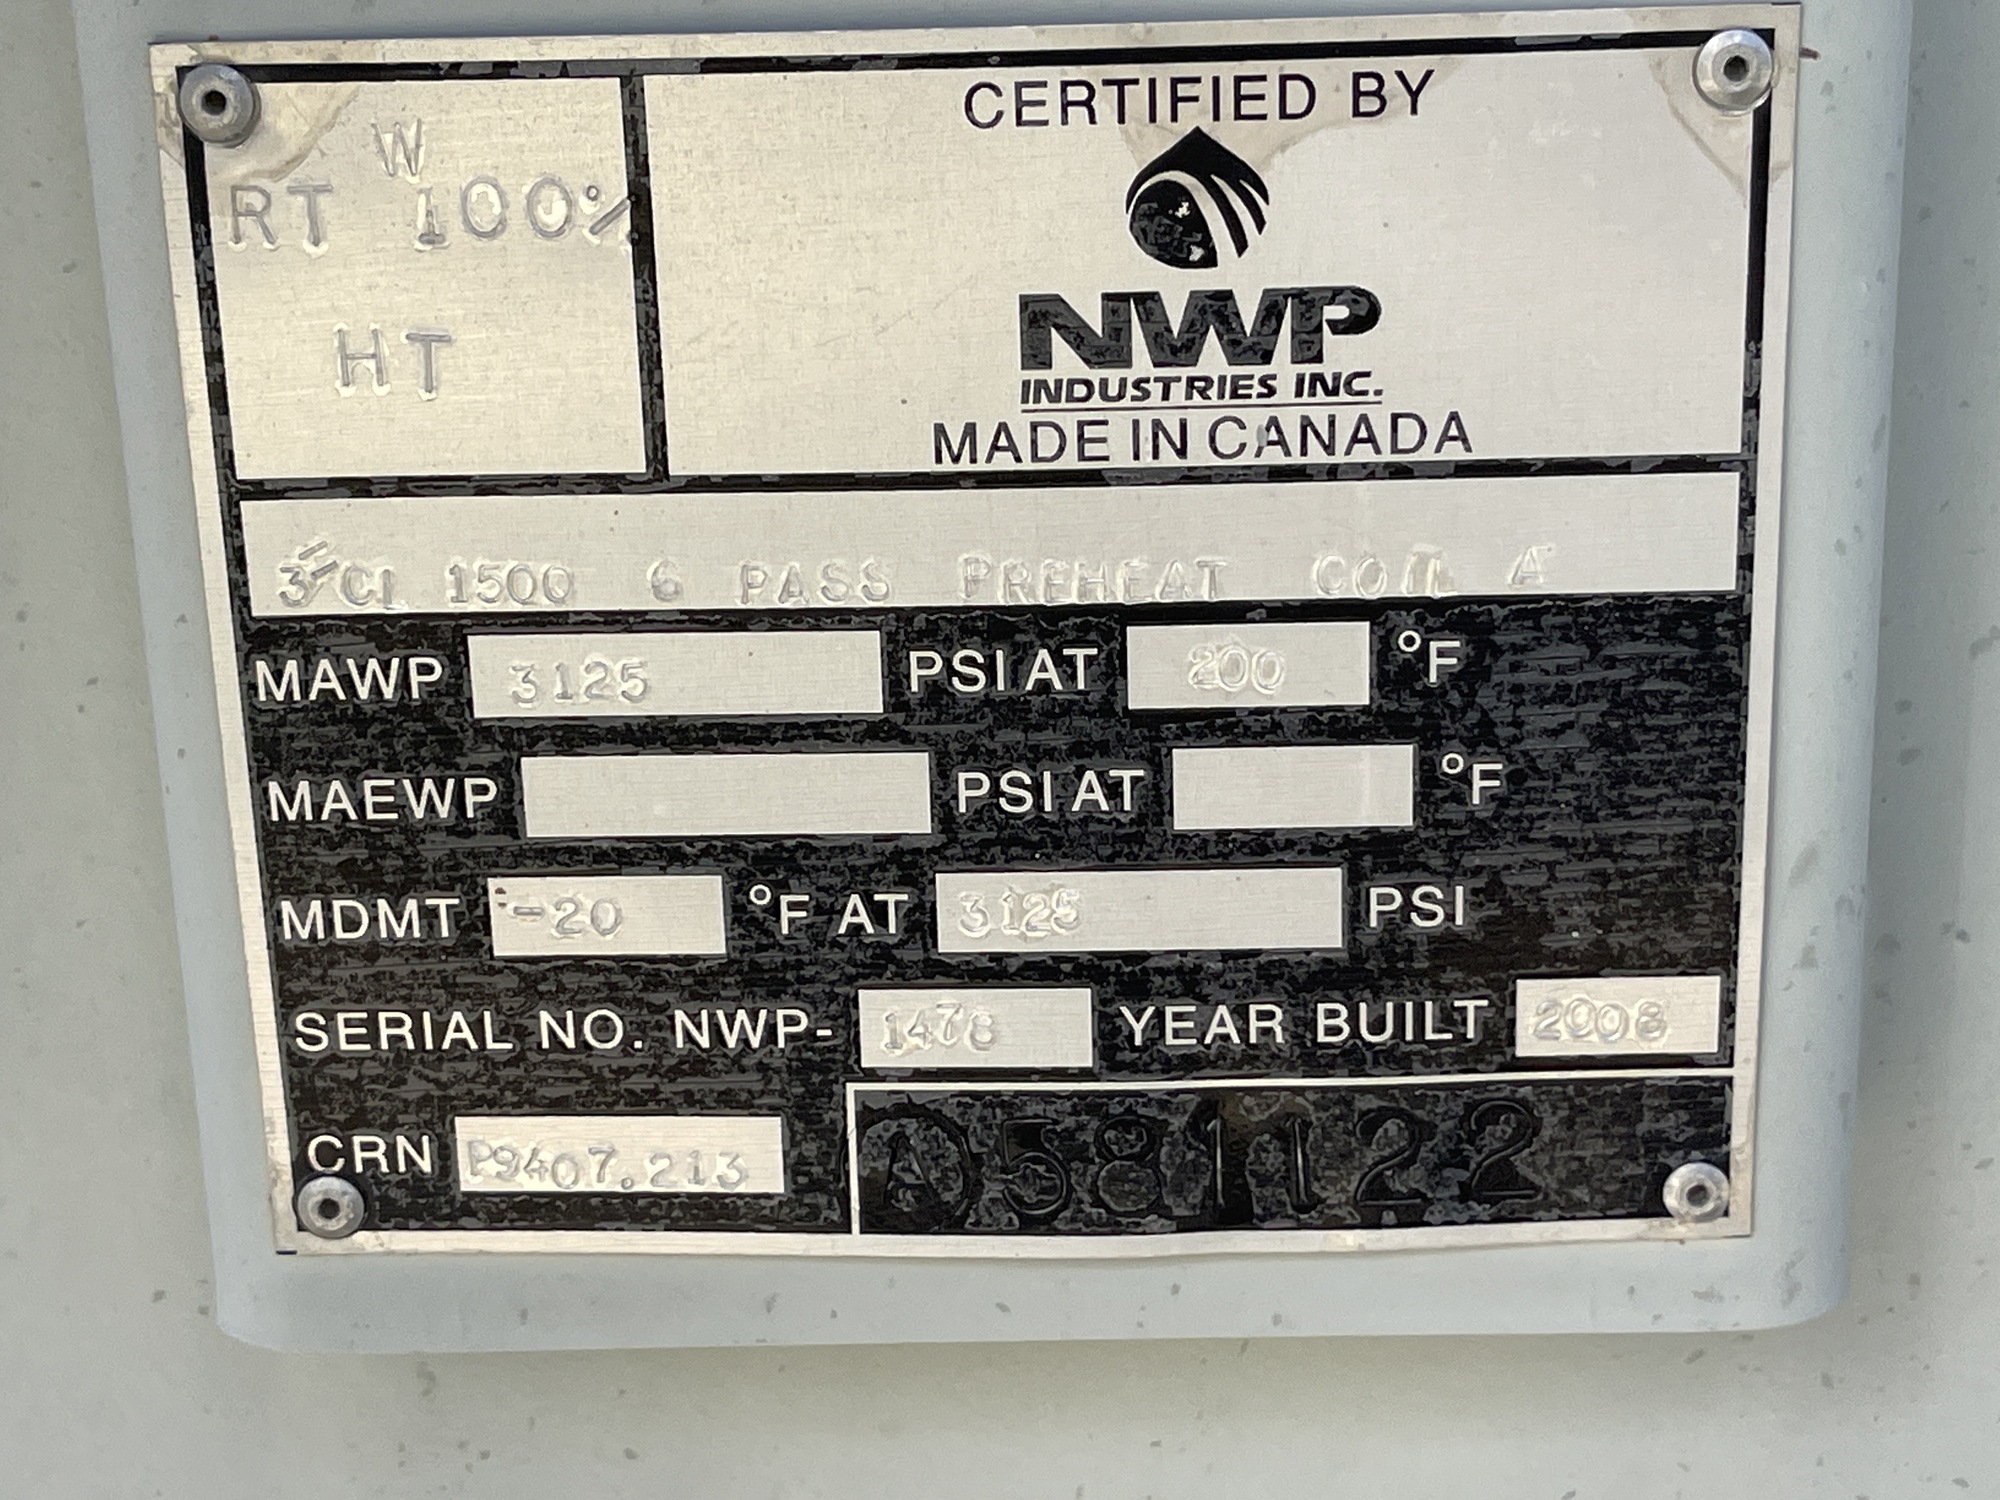 W
RT 100%
HT
CERTIFIED BY
NWP
INDUSTRIES INC.
MADE IN CANADA
3" CL 1500 6 PASS PREHEAT COIL A
MAWP 3125 PSI AT 200 °F
MAEWP PSI AT °F
MDMT -20 °F AT 3125 PSI
SERIAL NO. NWP- 1478 YEAR BUILT 2008
CRN P9407.213
A581122